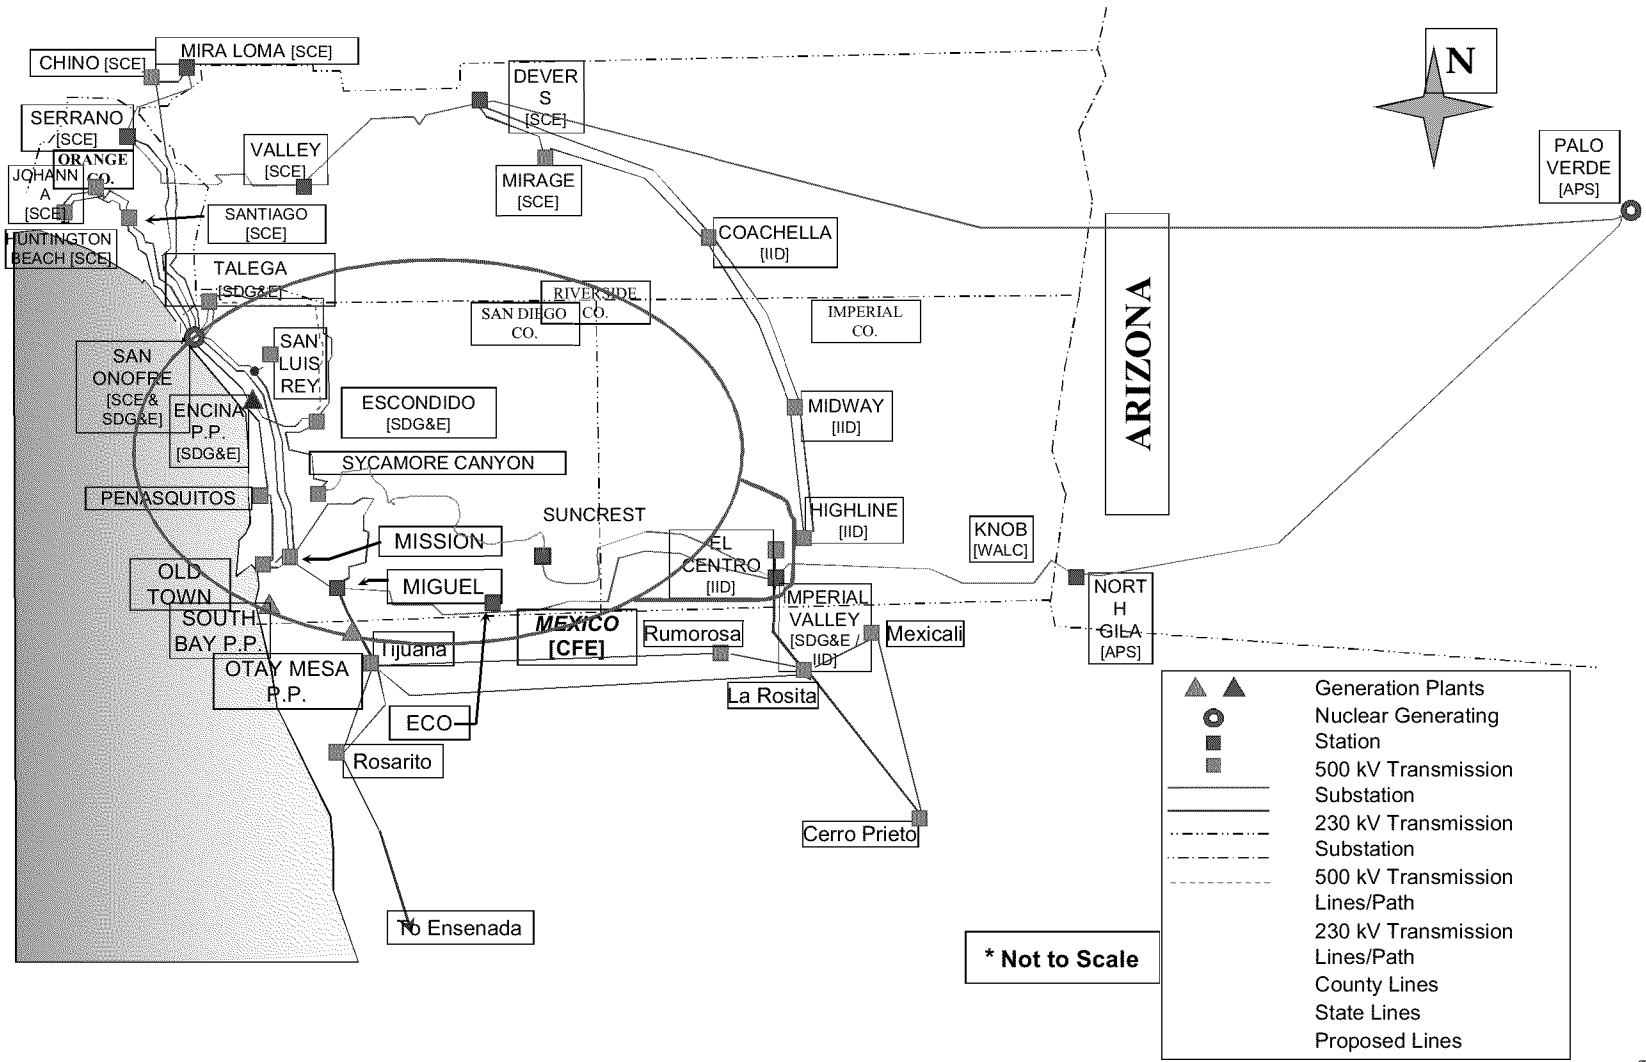 MIRA LOMA [SCE]
CHINO [SCE]
N
DEVER
S
[SCE]
SERRANO
[SCE]
VALLEY
[SCE]
PALO
VERDE
[APS]
ORANGE
CO.
JOHANN
A
[SCE]
MIRAGE
[SCE]
SANTIAGO
[SCE]
COACHELLA
[IID]
HUNTINGTON
BEACH [SCE]
TALEGA
[SDG&E]
RIVERSIDE
CO.
SAN DIEGO
CO.
IMPERIAL
CO.
ARIZONA
SAN
LUIS
REY
SAN
ONOFRE
[SCE &
SDG&E]
ENCINA
P.P.
[SDG&E]
ESCONDIDO
[SDG&E]
MIDWAY
[IID]
SYCAMORE CANYON
PENASQUITOS
SUNCREST
HIGHLINE
[IID]
KNOB
[WALC]
MISSION
EL
CENTRO
[IID]
OLD
TOWN
MIGUEL
NORT
H
GILA
[APS]
IMPERIAL
VALLEY
[SDG&E /
IID]
SOUTH
BAY P.P.
MEXICO
[CFE]
Rumorosa
Mexicali
Tijuana
OTAY MESA
P.P.
La Rosita
ECO
Rosarito
Cerro Prieto
To Ensenada
* Not to Scale
Generation Plants
Nuclear Generating
Station
500 kV Transmission
Substation
230 kV Transmission
Substation
500 kV Transmission
Lines/Path
230 kV Transmission
Lines/Path
County Lines
State Lines
Proposed Lines